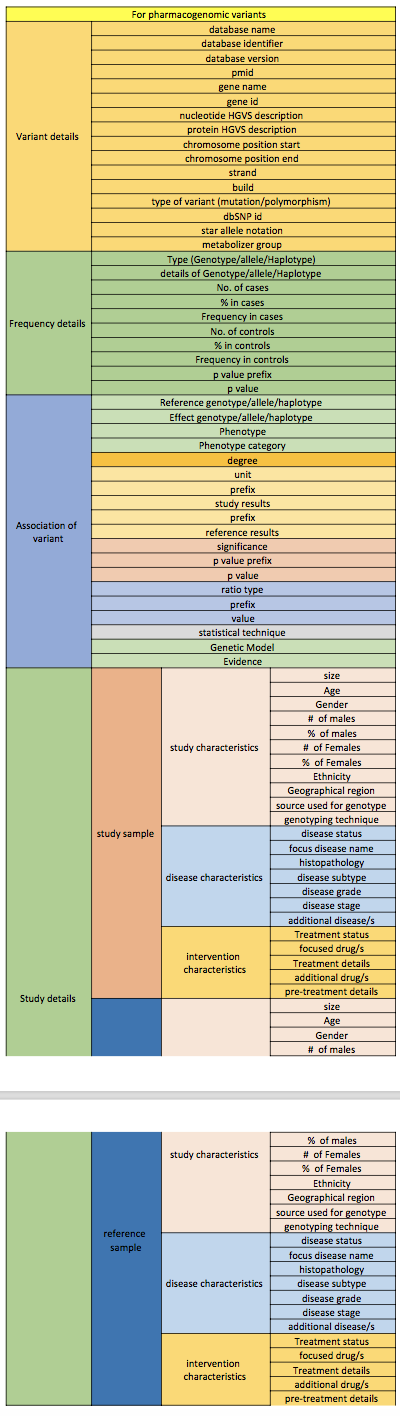 For pharmacogenomic variants
Variant details
database name
database identifier
database version
pmid
gene name
gene id
nucleotide HGVS description
protein HGVS description
chromosome position start
chromosome position end
strand
build
type of variant (mutation/polymorphism)
dbSNP id
star allele notation
metabolizer group
Frequency details
Type (Genotype/allele/Haplotype)
details of Genotype/allele/Haplotype
No. of cases
% in cases
Frequency in cases
No. of controls
% in controls
Frequency in controls
p value prefix
p value
Association of
variant
Reference genotype/allele/haplotype
Effect genotype/allele/haplotype
Phenotype
Phenotype category
degree
unit
prefix
study results
prefix
reference results
significance
p value prefix
p value
ratio type
prefix
value
statistical technique
Genetic Model
Evidence
Study details
study sample
study characteristics
size
Age
Gender
# of males
% of males
# of Females
% of Females
Ethnicity
Geographical region
source used for genotype
genotyping technique
disease characteristics
disease status
focus disease name
histopathology
disease subtype
disease grade
disease stage
additional disease/s
intervention
characteristics
Treatment status
focused drug/s
Treatment details
additional drug/s
pre-treatment details
size
Age
Gender
# of males
reference
sample
study characteristics
% of males
# of Females
% of Females
Ethnicity
Geographical region
source used for genotype
genotyping technique
disease characteristics
disease status
focus disease name
histopathology
disease subtype
disease grade
disease stage
additional disease/s
intervention
characteristics
Treatment status
focused drug/s
Treatment details
additional drug/s
pre-treatment details